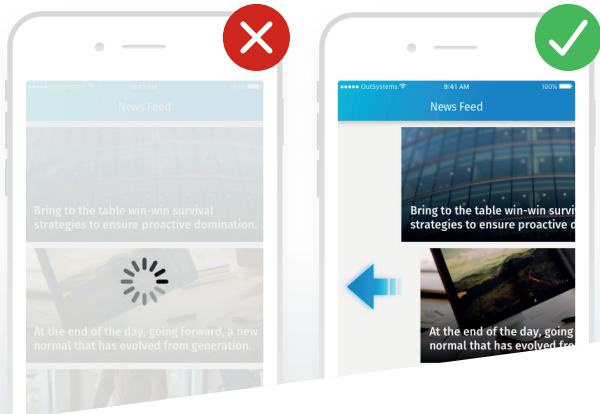 OutSystems
9:41 AM
100%
News Feed
Bring to the table win-win survival
strategies to ensure proactive domination.
At the end of the day, going forward, a new
normal that has evolved from generation.
OutSystems
9:41 AM
100%
News Feed
Bring to the table win-win survi
strategies to ensure proactive d
At the end of the day, going
normal that has evolved fro